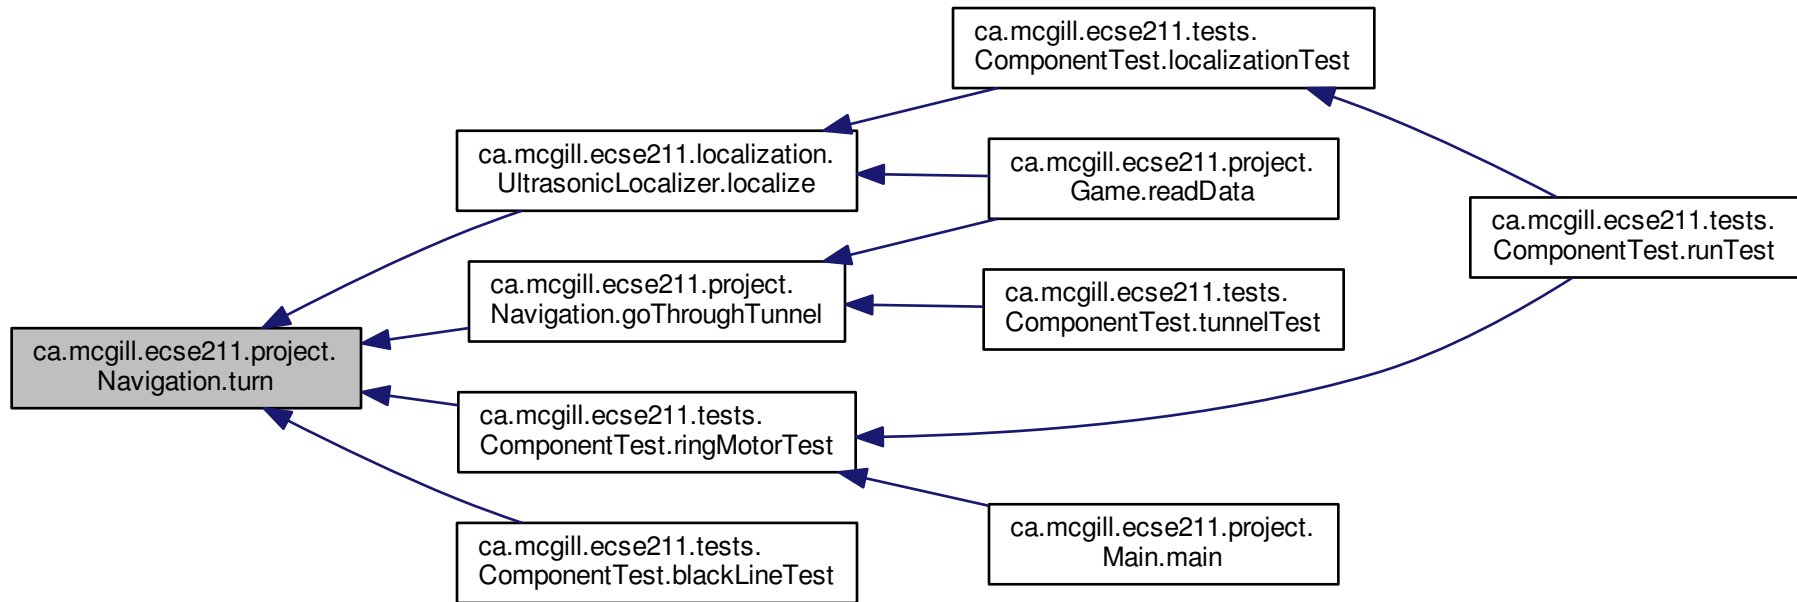 ca.mcgill.ecse211.project.
Navigation.turn
ca.mcgill.ecse211.localization.
UltrasonicLocalizer.localize
ca.mcgill.ecse211.project.
Navigation.goThroughTunnel
ca.mcgill.ecse211.tests.
ComponentTest.ringMotorTest
ca.mcgill.ecse211.tests.
ComponentTest.blackLineTest
ca.mcgill.ecse211.tests.
ComponentTest.localizationTest
ca.mcgill.ecse211.project.
Game.readData
ca.mcgill.ecse211.tests.
ComponentTest.tunnelTest
ca.mcgill.ecse211.project.
Main.main
ca.mcgill.ecse211.tests.
ComponentTest.runTest